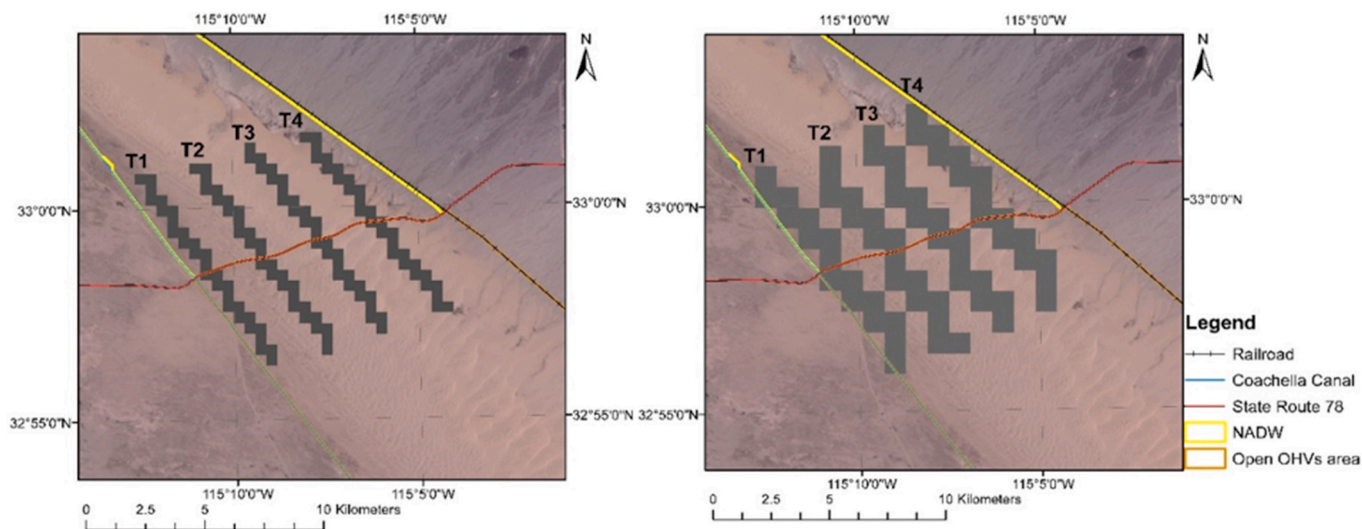 115°10'0"W 115°5'0"W
N
T1 T2 T3 T4
33°0'0"N 33°0'0"N
32°55'0"N 32°55'0"N
115°10'0"W 115°5'0"W
0 2.5 5 10 Kilometers
115°10'0"W 115°5'0"W
N
T1 T2 T3 T4
33°0'0"N 33°0'0"N
32°55'0"N
115°10'0"W 115°5'0"W
0 2.5 5 10 Kilometers
Legend
Railroad
Coachella Canal
State Route 78
NADW
Open OHVs area